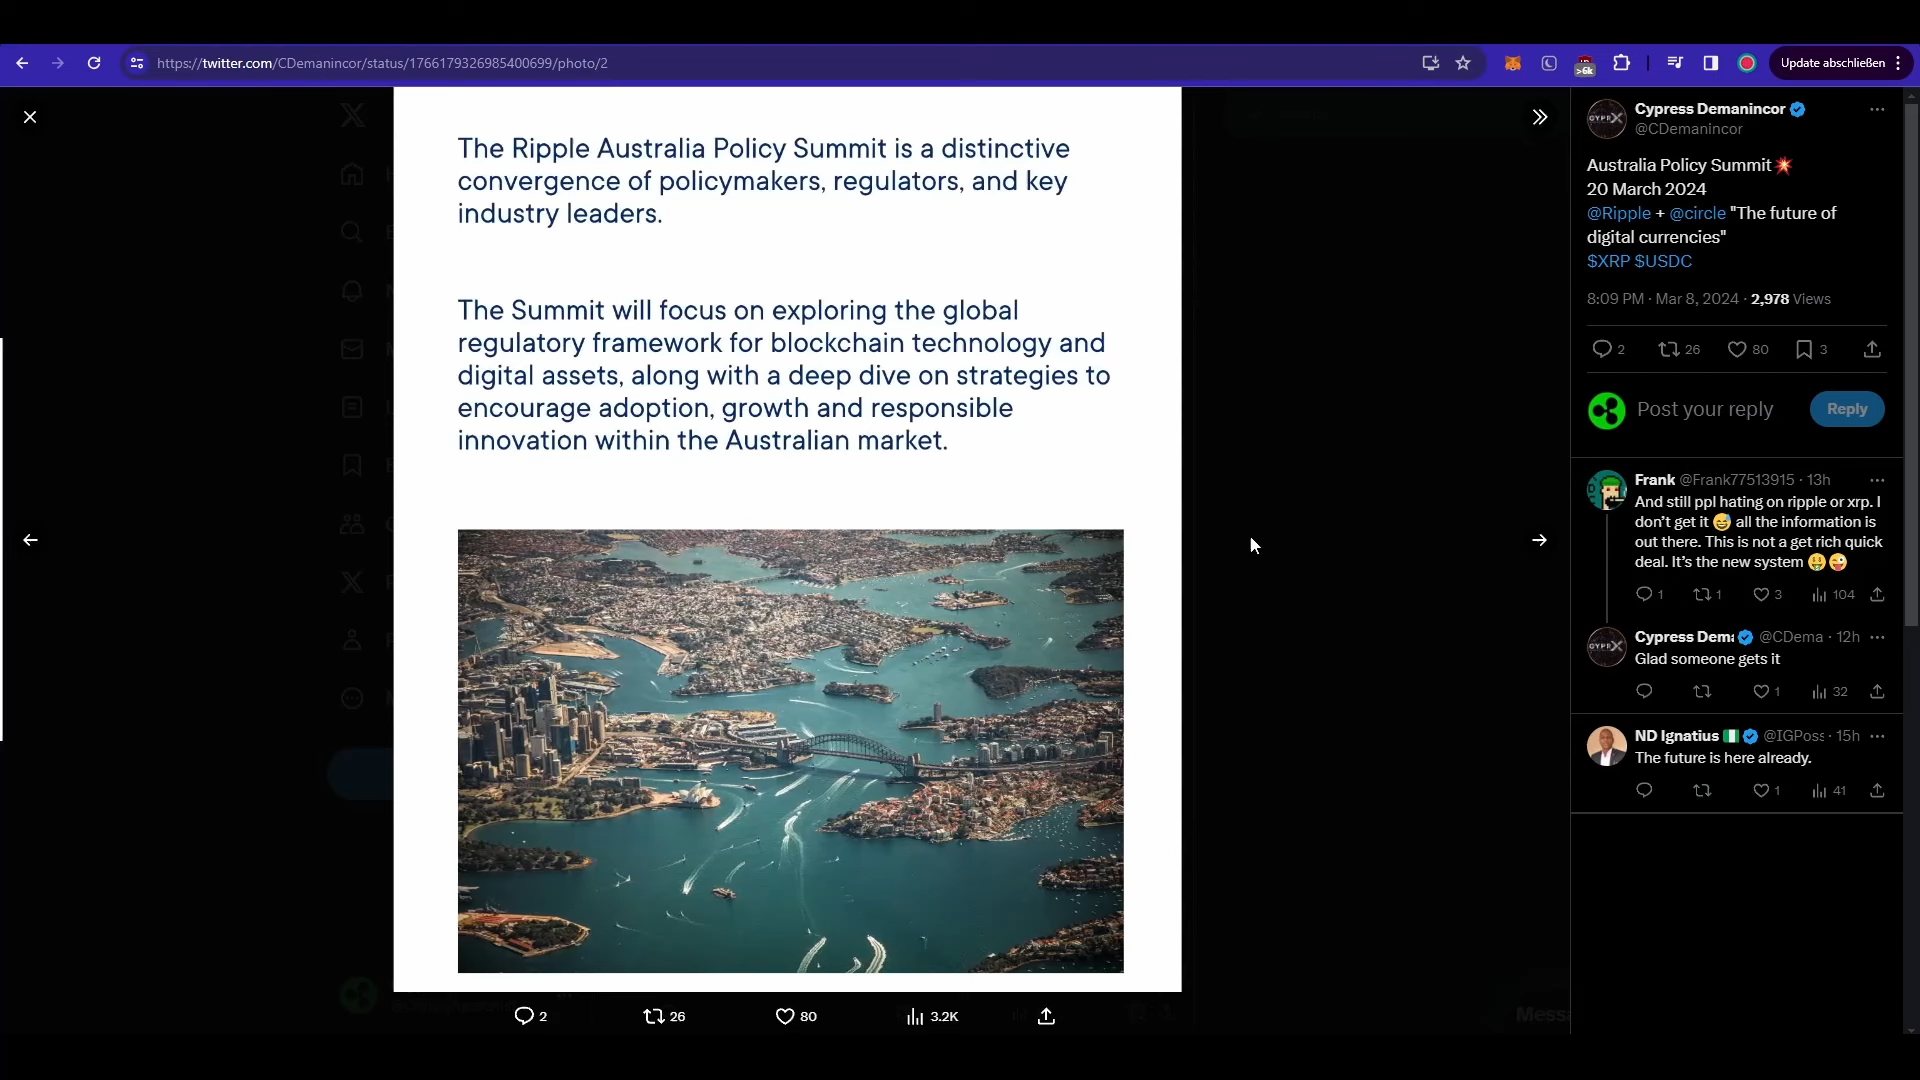 https://twitter.com/CDemanincor/status/1766179326985400699/photo/2
>6k
Update abschließen
The Ripple Australia Policy Summit is a distinctive
convergence of policymakers, regulators, and key
industry leaders.
The Summit will focus on exploring the global
regulatory framework for blockchain technology and
digital assets, along with a deep dive on strategies to
encourage adoption, growth and responsible
innovation within the Australian market.
2 26 80 3.2K
Cypress Demanincor
@CDemanincor
Australia Policy Summit💥
20 March 2024
@Ripple + @circle "The future of
digital currencies"
$XRP $USDC
8:09 PM · Mar 8, 2024 · 2,978 Views
2 26 80 3
Post your reply
Reply
Frank @Frank77513915 · 13h
And still ppl hating on ripple or xrp. I
don’t get it 😅 all the information is
out there. This is not a get rich quick
deal. It’s the new system 🤑😜
1 1 3 104
Cypress Dema @CDema · 12h
Glad someone gets it
1 32
ND Ignatius 🇳🇬 @IGPoss · 15h
The future is here already.
1 41